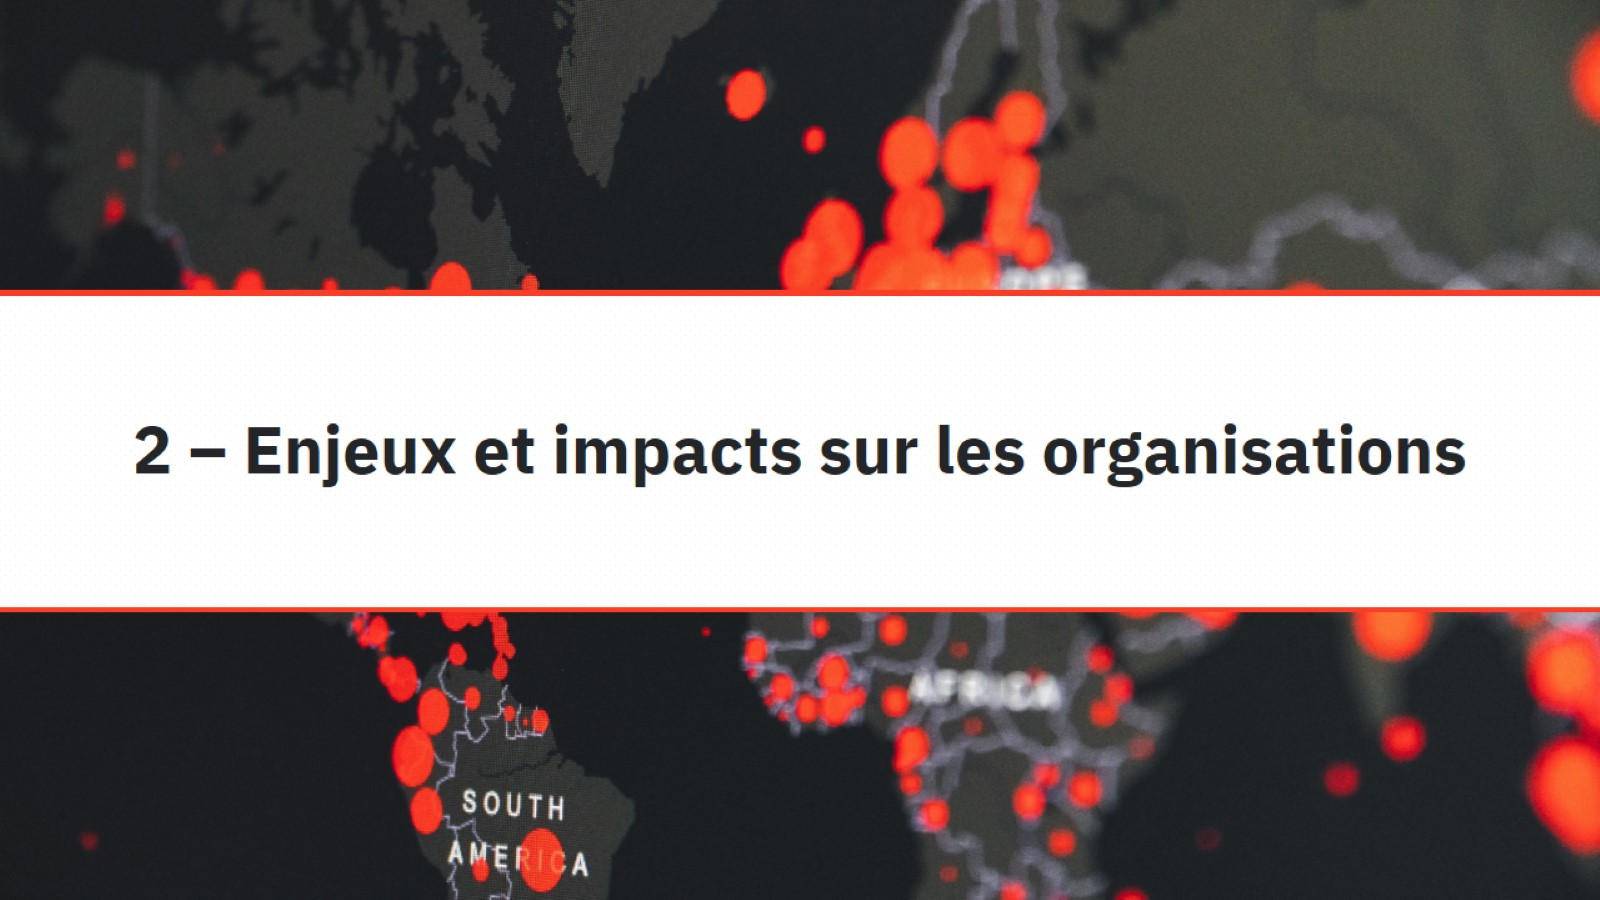 2 – Enjeux et impacts sur les organisations
AFRICA
SOUTH
AMERICA